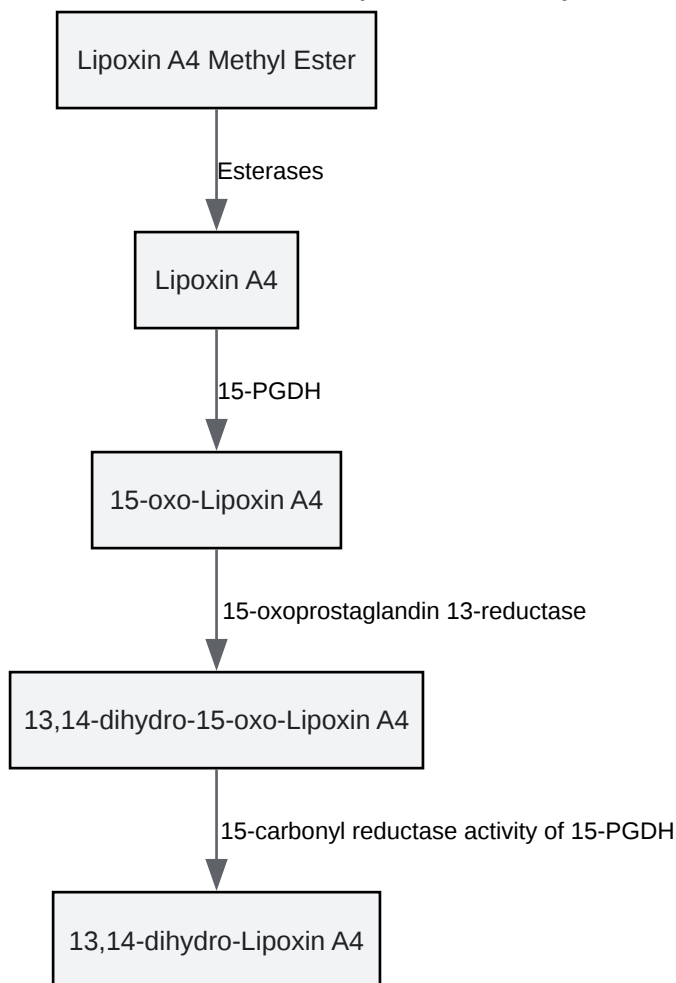 Lipoxin A4 Methyl Ester
Esterases
Lipoxin A4
15-PGDH
15-oxo-Lipoxin A4
15-oxoprostaglandin 13-reductase
13,14-dihydro-15-oxo-Lipoxin A4
15-carbonyl reductase activity of 15-PGDH
13,14-dihydro-Lipoxin A4